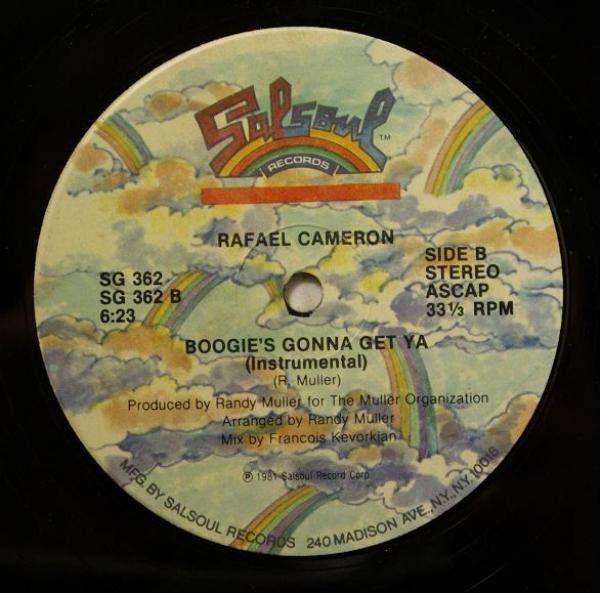 Salsoul TM
RECORDS
RAFAEL CAMERON
SG 362
SG 362 B
6:23
SIDE B
STEREO
ASCAP
33⅓ RPM
BOOGIE'S GONNA GET YA
(Instrumental)
(R. Muller)
Produced by Randy Muller for The Muller Organization
Arranged by Randy Muller
Mix by Francois Kevorkian
℗ 1981 Salsoul Record Corp.
MFG. BY SALSOUL RECORDS 240 MADISON AVE., N.Y., N.Y. 10016